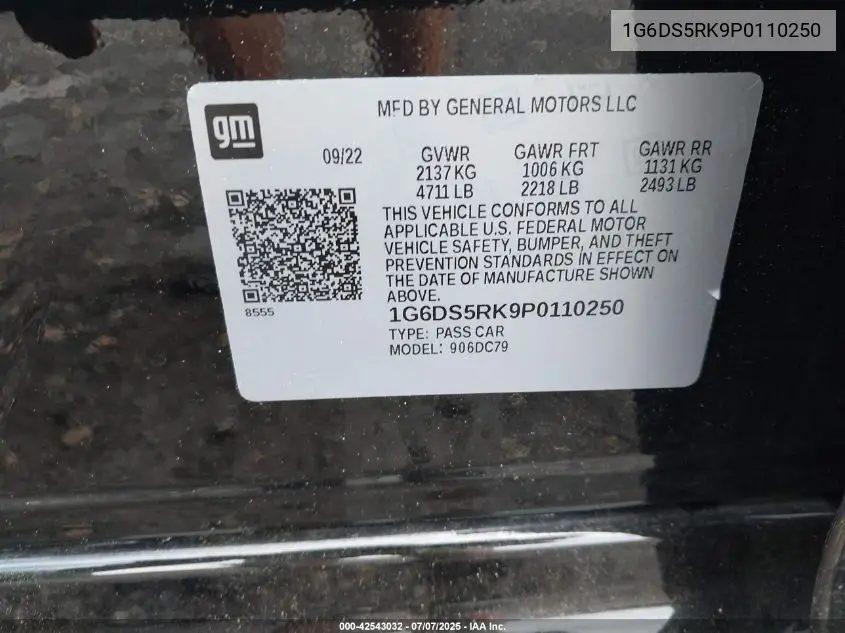 1G6DS5RK9P0110250
gm
MFD BY GENERAL MOTORS LLC
09/22
GVWR GAWR FRT GAWR RR
2137 KG 1006 KG 1131 KG
4711 LB 2218 LB 2493 LB
THIS VEHICLE CONFORMS TO ALL
APPLICABLE U.S. FEDERAL MOTOR
VEHICLE SAFETY, BUMPER, AND THEFT
PREVENTION STANDARDS IN EFFECT ON
THE DATE OF MANUFACTURE SHOWN
ABOVE.
8555
1G6DS5RK9P0110250
TYPE: PASS CAR
MODEL: 906DC79
000-42543032 - 07/07/2025 - IAA Inc.